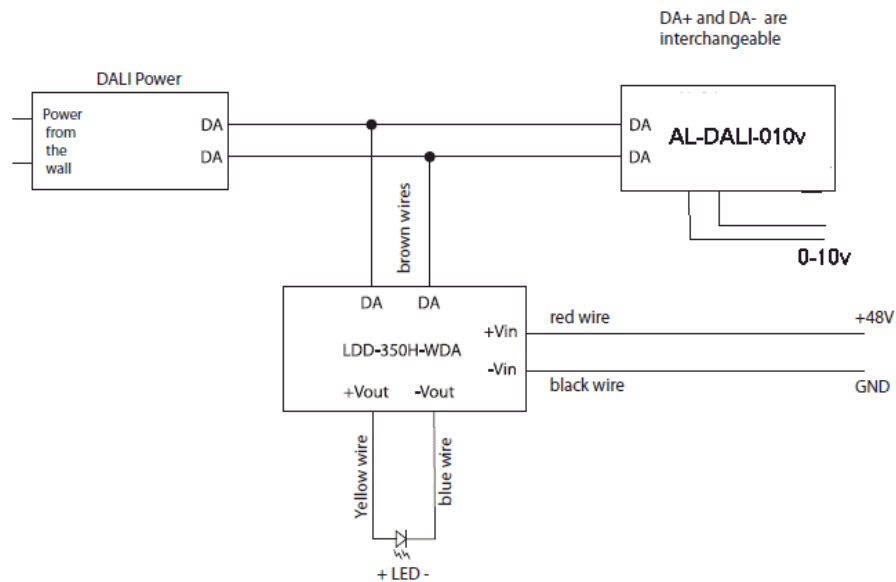 DA+ and DA- are
intercheable
DALI Power
Power
from
the
wall
DA
DA
DA
DA
AL-DALI-010v
0-10v
brown wires
DA
DA
LDD-350H-WDA
+Vin
-Vin
+Vout
-Vout
red wire
+48V
black wire
GND
Yellow wire
blue wire
+ LED -